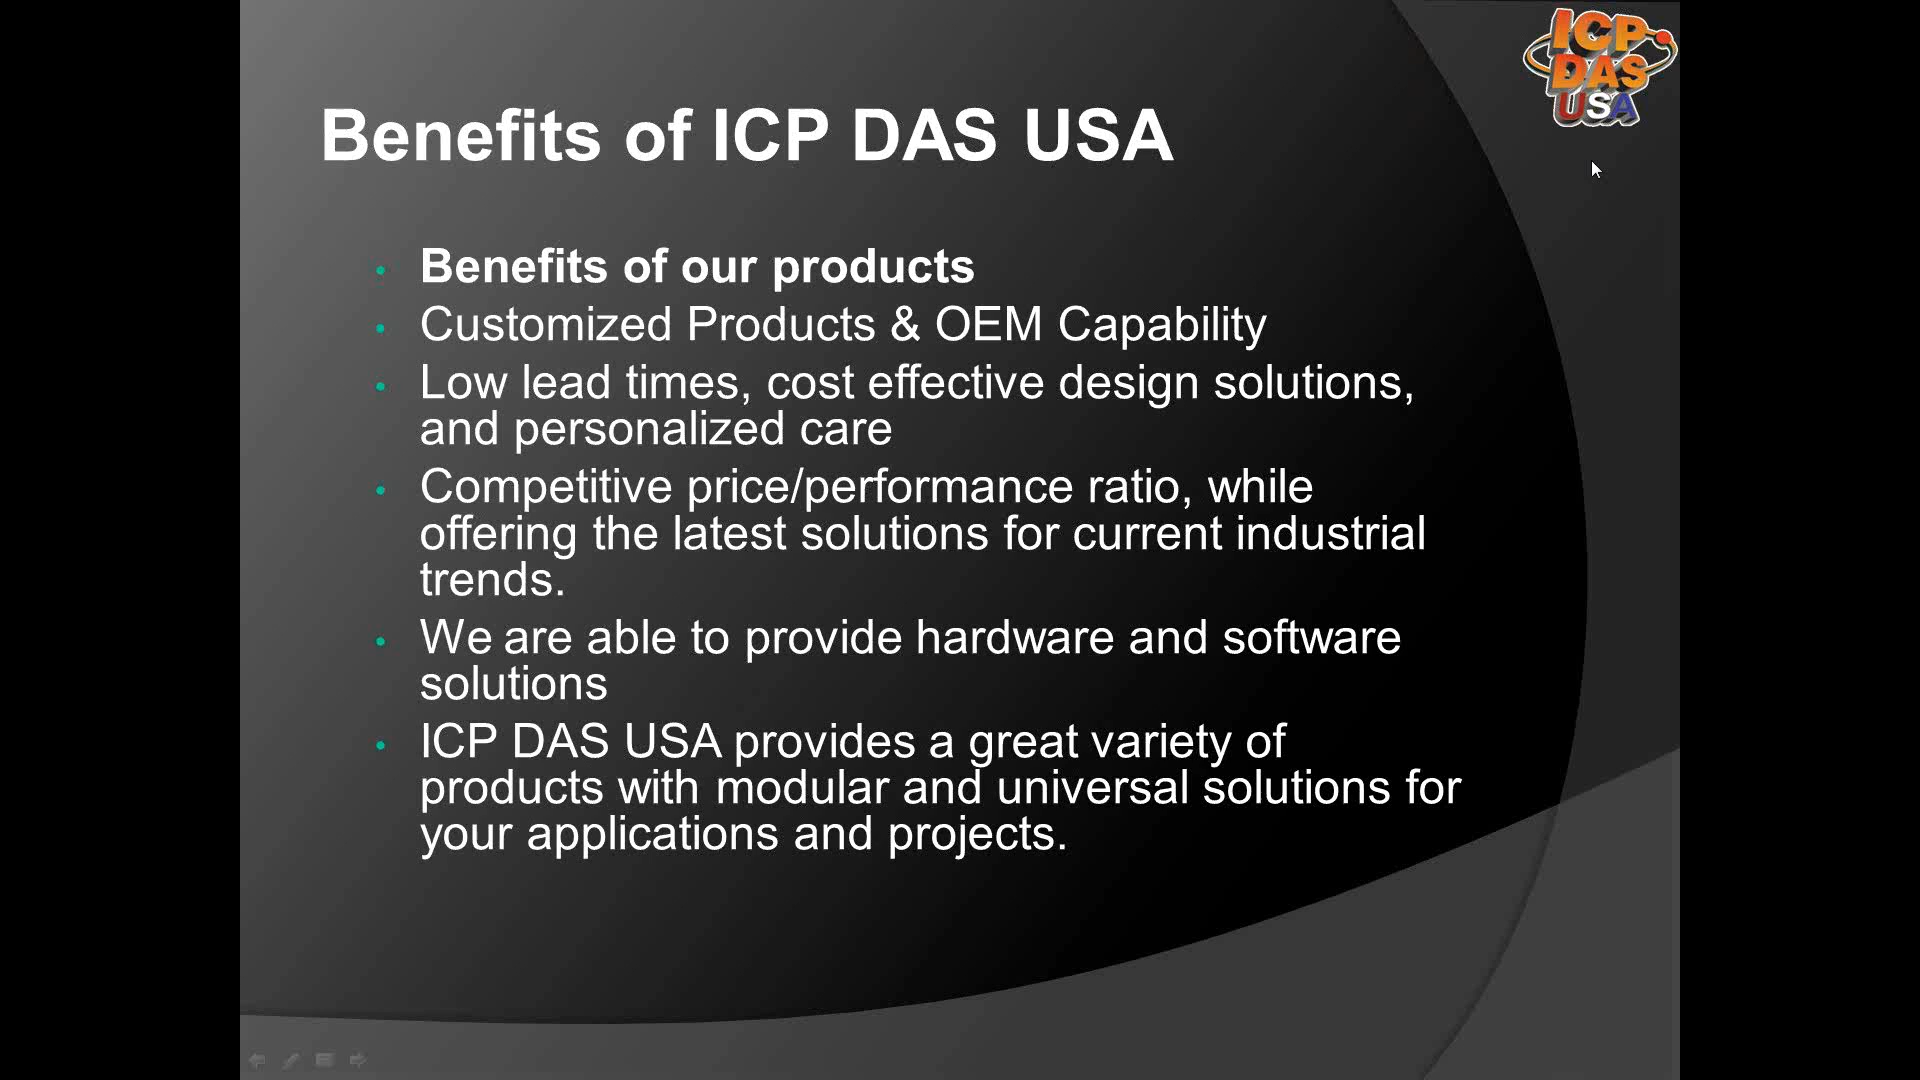 ICP
DAS
USA
Benefits of ICP DAS USA
Benefits of our products
Customized Products & OEM Capability
Low lead times, cost effective design solutions,
and personalized care
Competitive price/performance ratio, while
offering the latest solutions for current industrial
trends.
We are able to provide hardware and software
solutions
ICP DAS USA provides a great variety of
products with modular and universal solutions for
your applications and projects.